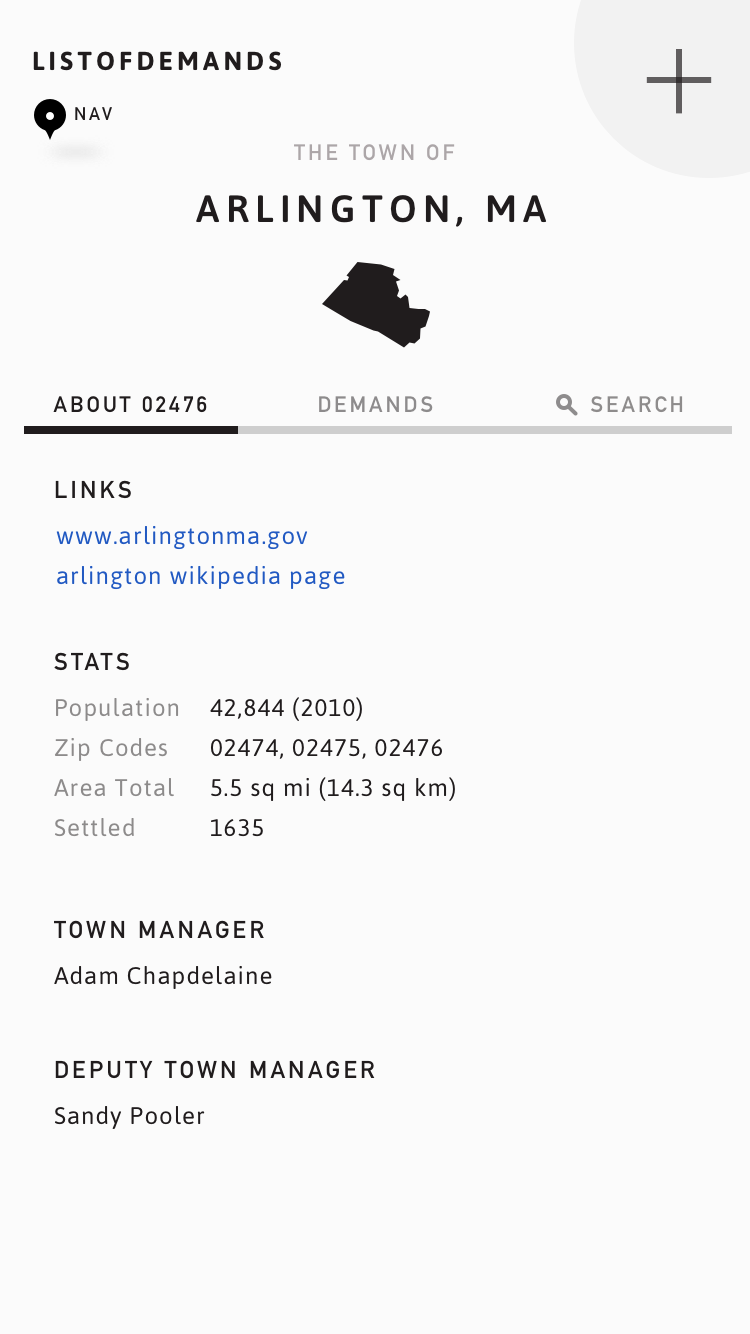 LISTOFDEMANDS
NAV
THE TOWN OF
ARLINGTON, MA
ABOUT 02476 DEMANDS SEARCH
LINKS
www.arlingtonma.gov
arlington wikipedia page
STATS
Population 42,844 (2010)
Zip Codes 02474, 02475, 02476
Area Total 5.5 sq mi (14.3 sq km)
Settled 1635
TOWN MANAGER
Adam Chapdelaine
DEPUTY TOWN MANAGER
Sandy Pooler